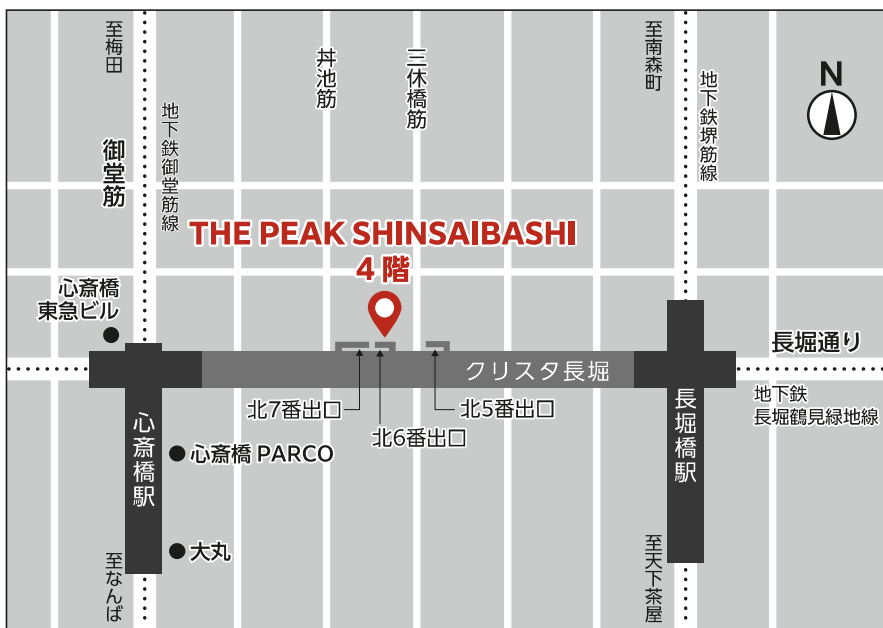 至梅田
御堂筋
地下鉄御堂筋線
丼池筋
三休橋筋
至南森町
地下鉄堺筋線
N
THE PEAK SHINSAIBASHI
4階
心斎橋
東急ビル
長堀通り
クリスタ長堀
地下鉄
長堀鶴見緑地線
北7番出口
北6番出口
北5番出口
心斎橋駅
長堀橋駅
心斎橋 PARCO
大丸
至なんば
至天下茶屋